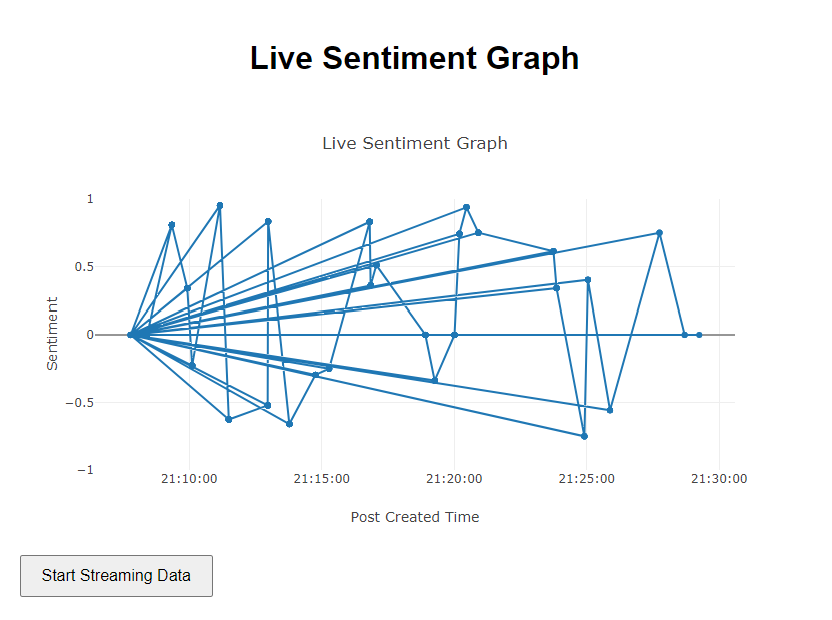 Live Sentiment Graph
Live Sentiment Graph
1
0.5
0
−0.5
−1
Sentiment
21:10:00 21:15:00 21:20:00 21:25:00 21:30:00
Post Created Time
Start Streaming Data